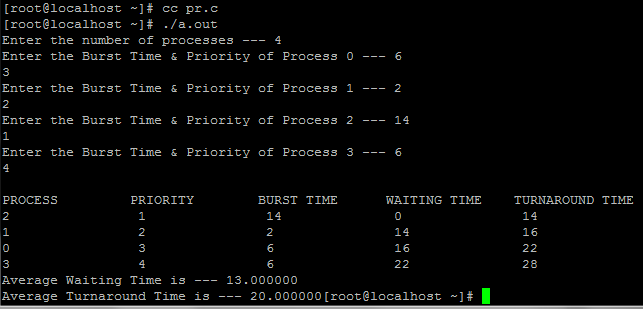 [root@localhost ~]# cc pr.c
[root@localhost ~]# ./a.out
Enter the number of processes --- 4
Enter the Burst Time & Priority of Process 0 --- 6
3
Enter the Burst Time & Priority of Process 1 --- 2
2
Enter the Burst Time & Priority of Process 2 --- 14
1
Enter the Burst Time & Priority of Process 3 --- 6
4
PROCESS PRIORITY BURST TIME WAITING TIME TURNAROUND TIME
2 1 14 0 14
1 2 2 14 16
0 3 6 16 22
3 4 6 22 28
Average Waiting Time is --- 13.000000
Average Turnaround Time is --- 20.000000[root@localhost ~]#